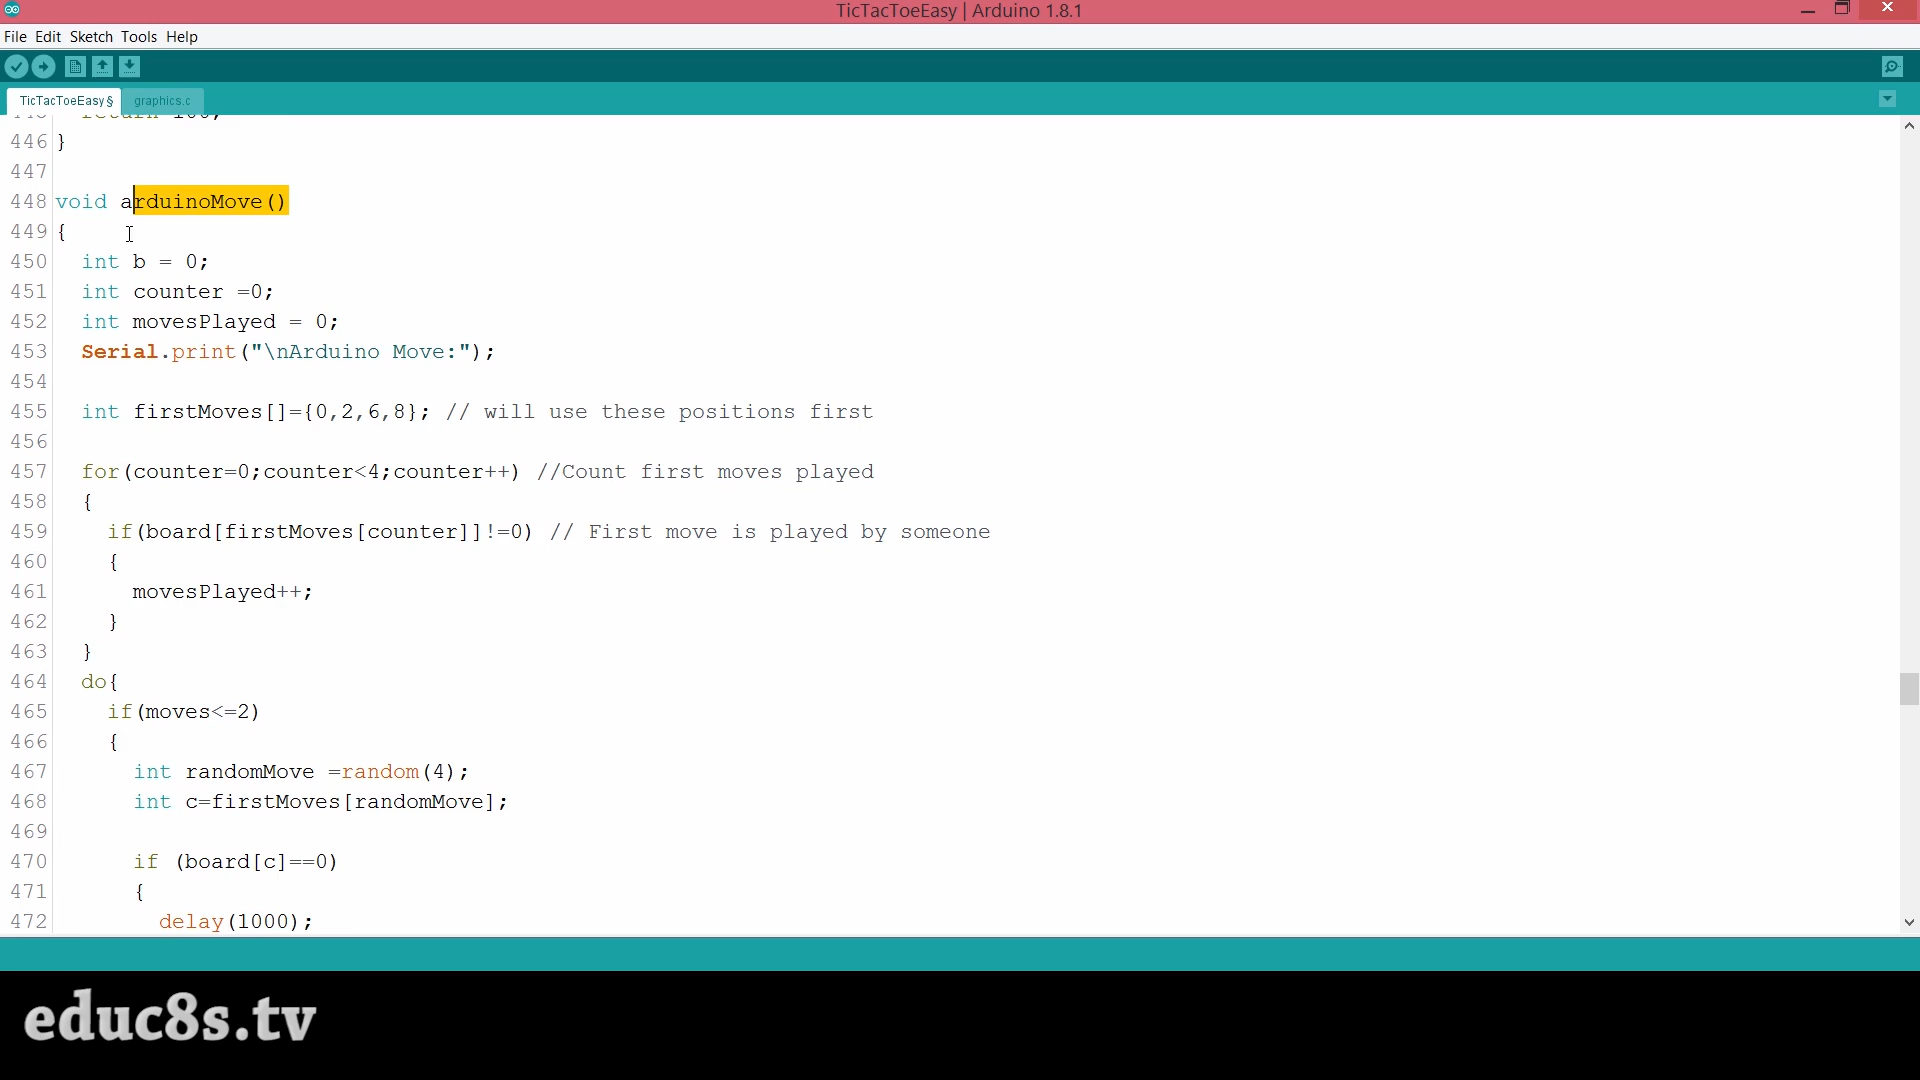 TicTacToeEasy | Arduino 1.8.1
File Edit Sketch Tools Help
TicTacToeEasy§ graphics.c
446 }
447
448 void arduinoMove()
449 {
450 int b = 0;
451 int counter =0;
452 int movesPlayed = 0;
453 Serial.print("\nArduino Move:");
454
455 int firstMoves[]={0,2,6,8}; // will use these positions first
456
457 for(counter=0;counter<4;counter++) //Count first moves played
458 {
459 if(board[firstMoves[counter]]!=0) // First move is played by someone
460 {
461 movesPlayed++;
462 }
463 }
464 do{
465 if(moves<=2)
466 {
467 int randomMove =random(4);
468 int c=firstMoves[randomMove];
469
470 if (board[c]==0)
471 {
472 delay(1000);
educ8s.tv